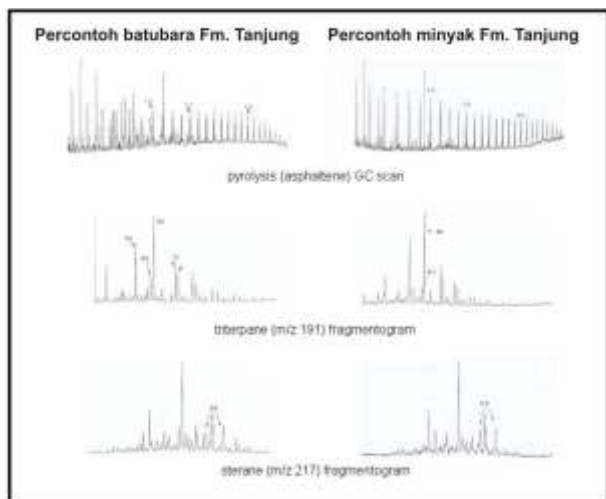 Percontoh batubara Fm. Tanjung
Percontoh minyak Fm. Tanjung
pyrolysis (asphaltene) GC scan
triterpane (m/z 191) fragmentogram
sterane (m/z 217) fragmentogram